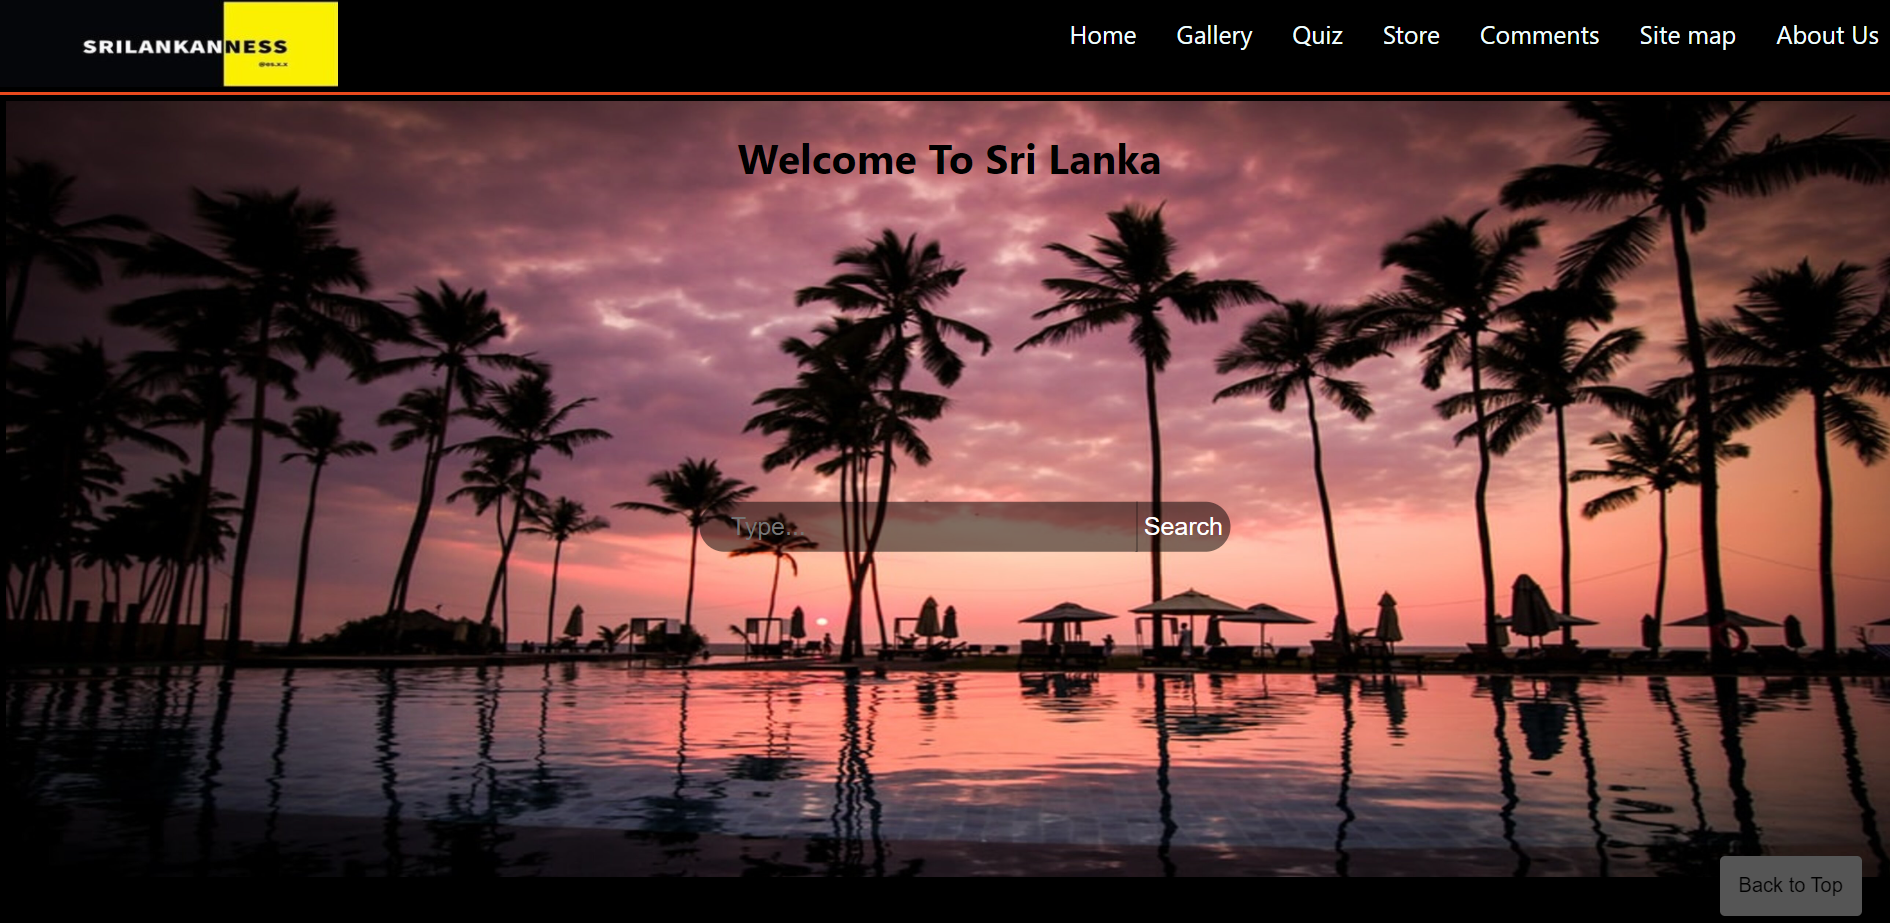 SRILANKANNESS
Home Gallery Quiz Store Comments Site map About Us
Welcome To Sri Lanka
Type... Search
Back to Top